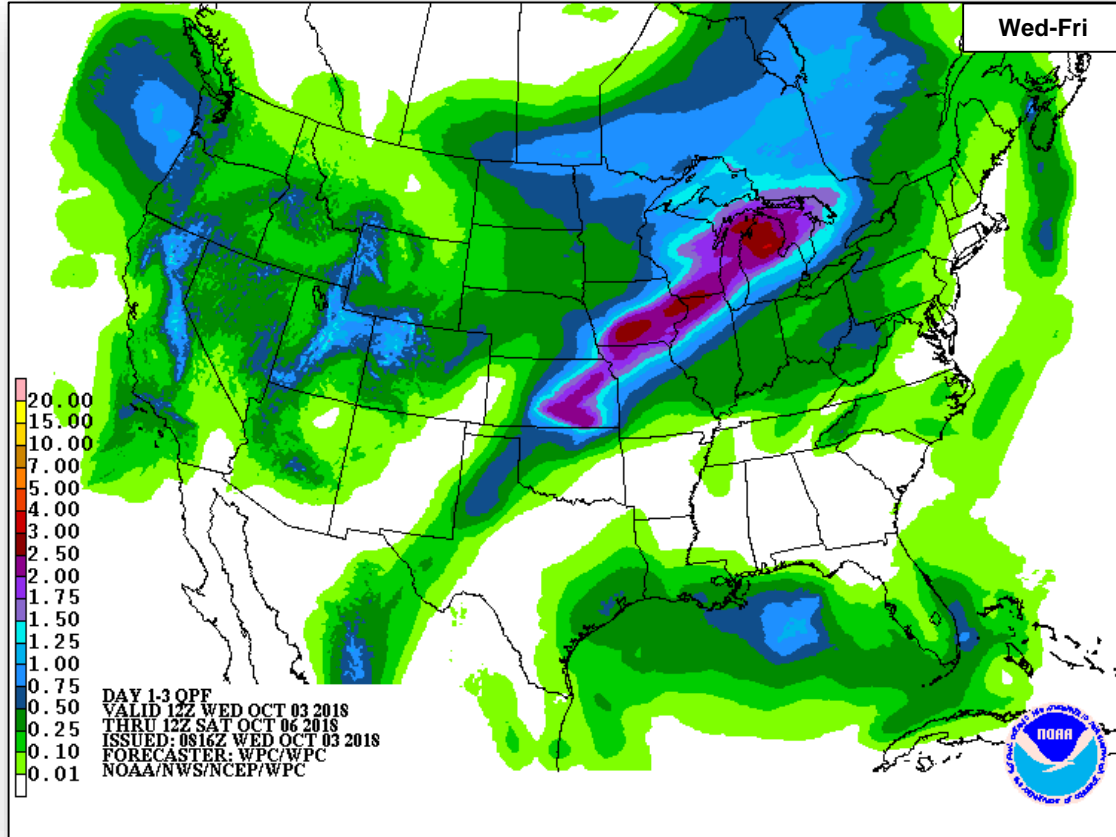 Wed-Fri
20.00
15.00
10.00
7.00
5.00
4.00
3.00
2.50
2.00
1.75
1.50
1.25
1.00
0.75
0.50
0.25
0.10
0.01
DAY 1-3 QPF
VALID 12Z WED OCT 03 2018
THRU 12Z SAT OCT 06 2018
ISSUED: 0816Z WED OCT 03 2018
FORECASTER: WPC/WPC
NOAA/NWS/NCEP/WPC
NOAA